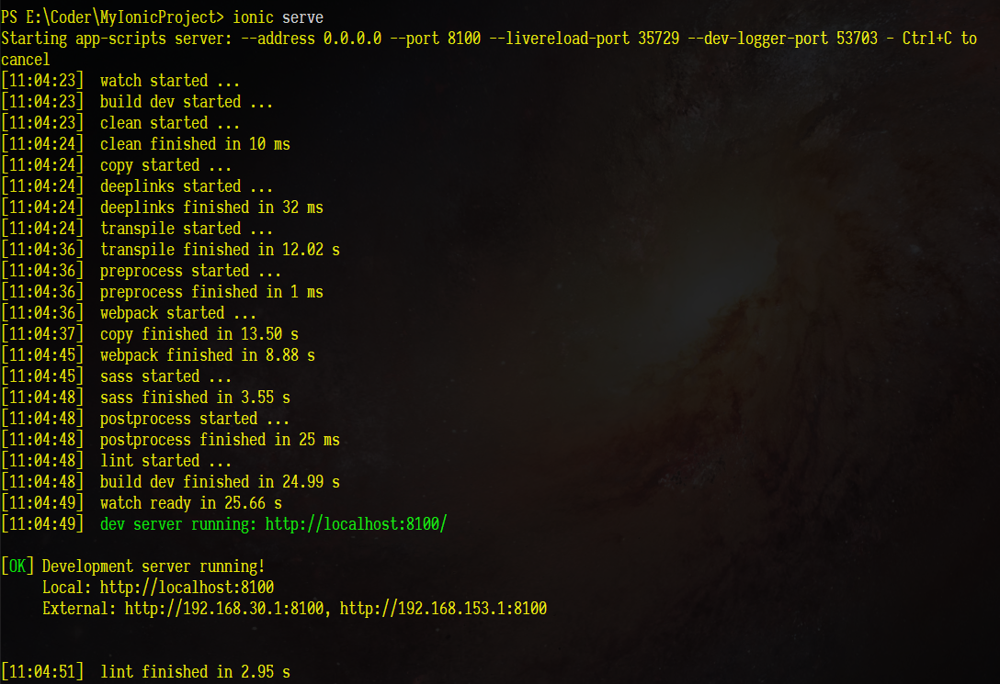 PS E:\Coder\MyIonicProject> ionic serve
Starting app-scripts server: --address 0.0.0.0 --port 8100 --livereload-port 35729 --dev-logger-port 53703 - Ctrl+C to
cancel
[11:04:23]  watch started ...
[11:04:23]  build dev started ...
[11:04:23]  clean started ...
[11:04:24]  clean finished in 10 ms
[11:04:24]  copy started ...
[11:04:24]  deeplinks started ...
[11:04:24]  deeplinks finished in 32 ms
[11:04:24]  transpile started ...
[11:04:36]  transpile finished in 12.02 s
[11:04:36]  preprocess started ...
[11:04:36]  preprocess finished in 1 ms
[11:04:36]  webpack started ...
[11:04:37]  copy finished in 13.50 s
[11:04:45]  webpack finished in 8.88 s
[11:04:45]  sass started ...
[11:04:48]  sass finished in 3.55 s
[11:04:48]  postprocess started ...
[11:04:48]  postprocess finished in 25 ms
[11:04:48]  lint started ...
[11:04:48]  build dev finished in 24.99 s
[11:04:49]  watch ready in 25.66 s
[11:04:49]  dev server running: http://localhost:8100/
[OK] Development server running!
Local: http://localhost:8100
External: http://192.168.30.1:8100, http://192.168.153.1:8100
[11:04:51]  lint finished in 2.95 s